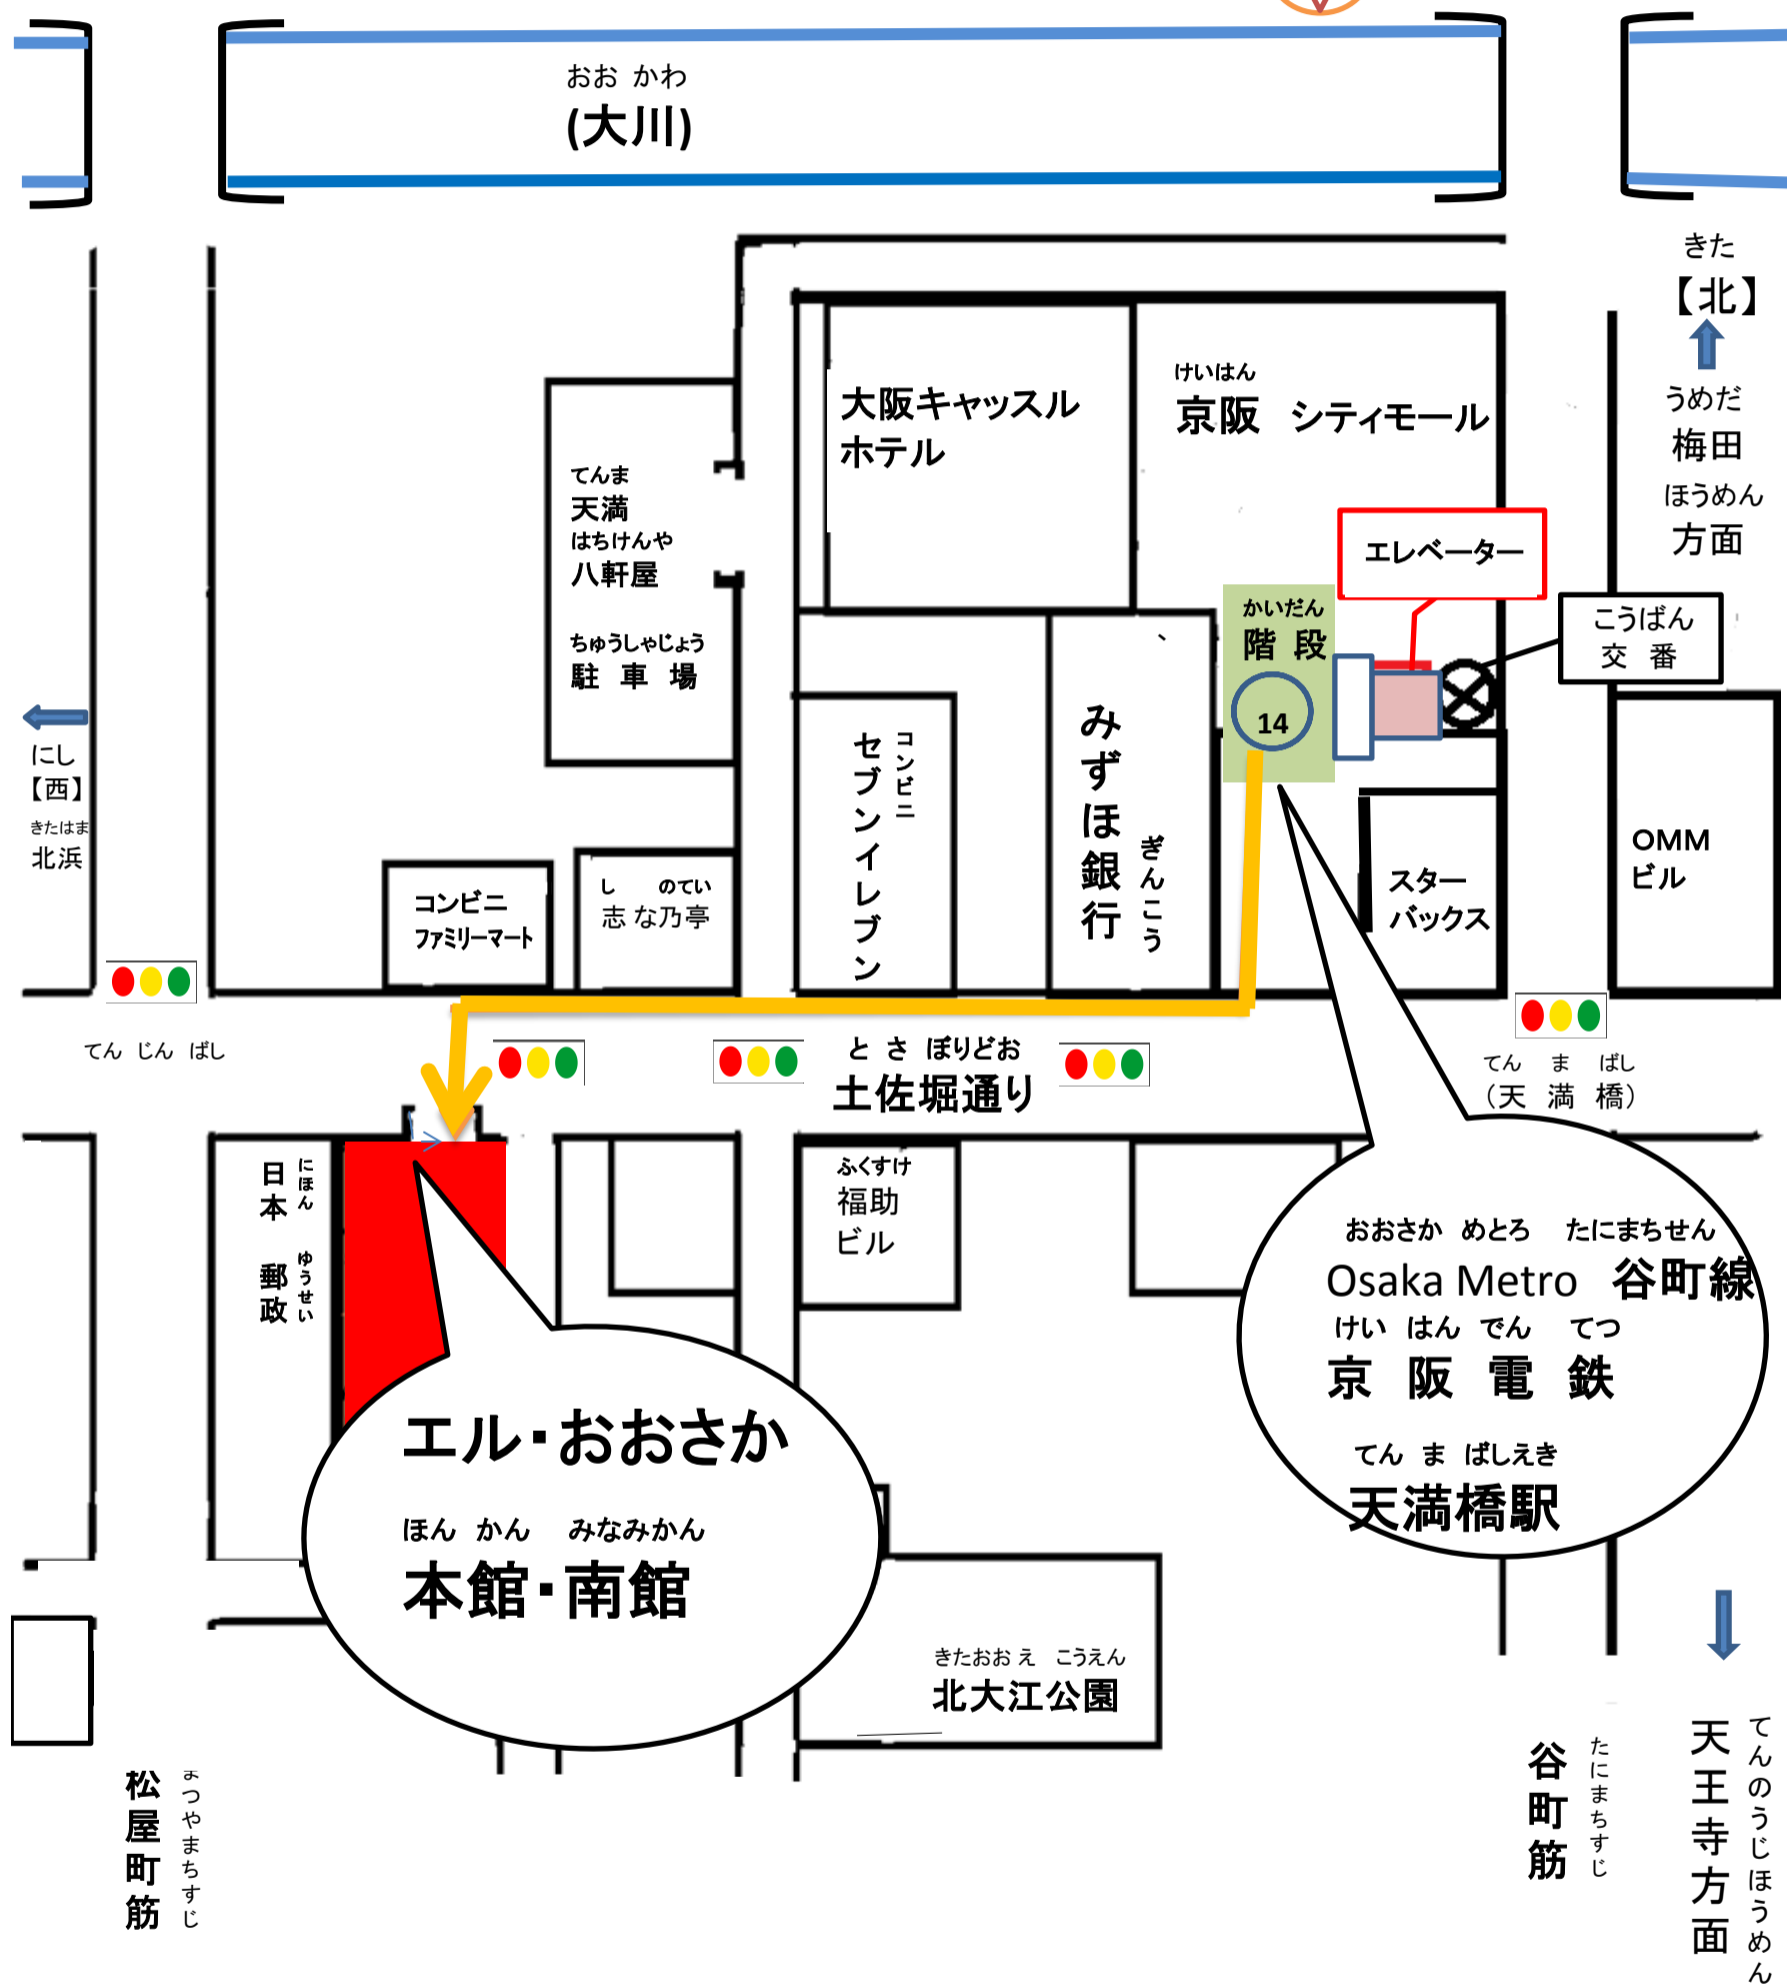 おお かわ
(大川)
きた
【北】
うめだ
梅田
ほうめん
方面
けいはん
京阪 シティモール
大阪キャッスル
ホテル
てんま
天満
はちけんや
八軒屋
ちゅうしゃじょう
駐 車 場
エレベーター
こうばん
交 番
かいだん
階 段
14
にし
【西】
きたはま
北浜
コンビニ
セブンイレブン
みずほ銀行
ぎんこう
スター
バックス
OMM
ビル
コンビニ
ファミリーマート
し のてい
志 な乃亭
てん じん ばし
と さ ぼりどお
土佐堀通り
てん ま ばし
(天 満 橋)
にほん ゆうせい
日本 郵政
ふくすけ
福助
ビル
おおさか めとろ たにまちせん
Osaka Metro 谷町線
けい はん でん てつ
京 阪 電 鉄
てん ま ばしえき
天満橋駅
エル・おおさか
ほん かん みなみかん
本館・南館
きたおお え こうえん
北大江公園
まつやまちすじ
松屋町筋
たにまちすじ
谷町筋
てんのうじほうめん
天王寺方面